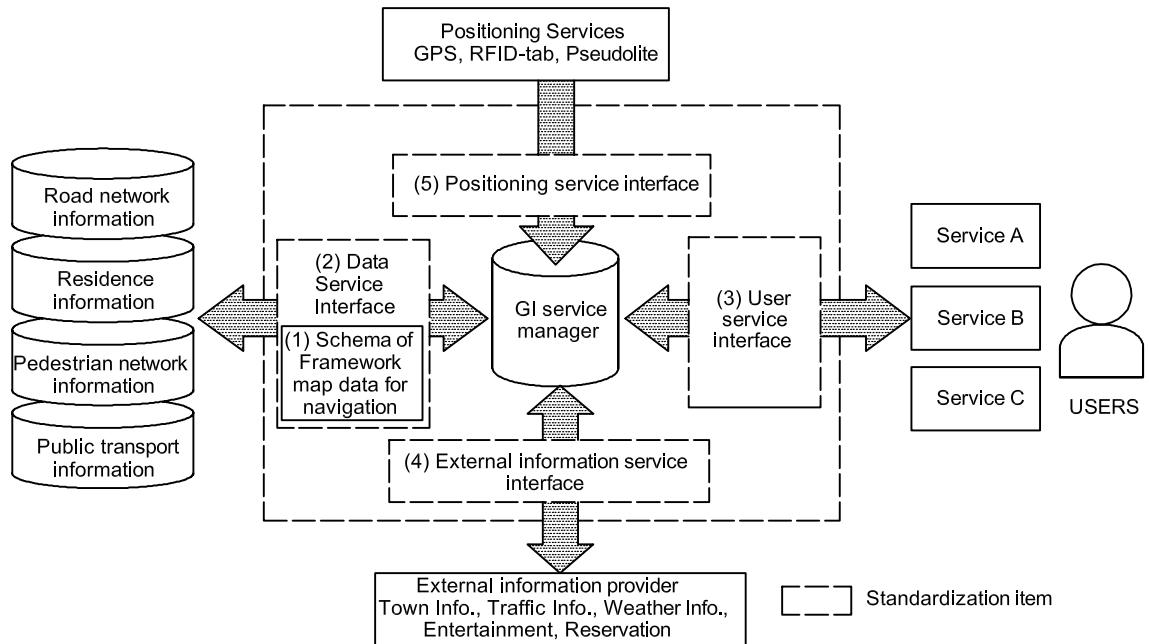 Positioning Services
GPS, RFID-tab, Pseudolite
(5) Positioning service interface
Road network
information
Residence
information
Pedestrian network
information
Public transport
information
(2) Data
Service
Interface
(1) Schema of
Framework
map data for
navigation
GI service
manager
(3) User
service
interface
Service A
Service B
Service C
USERS
(4) External information service
interface
External information provider
Town Info., Traffic Info., Weather Info.,
Entertainment, Reservation
Standardization item